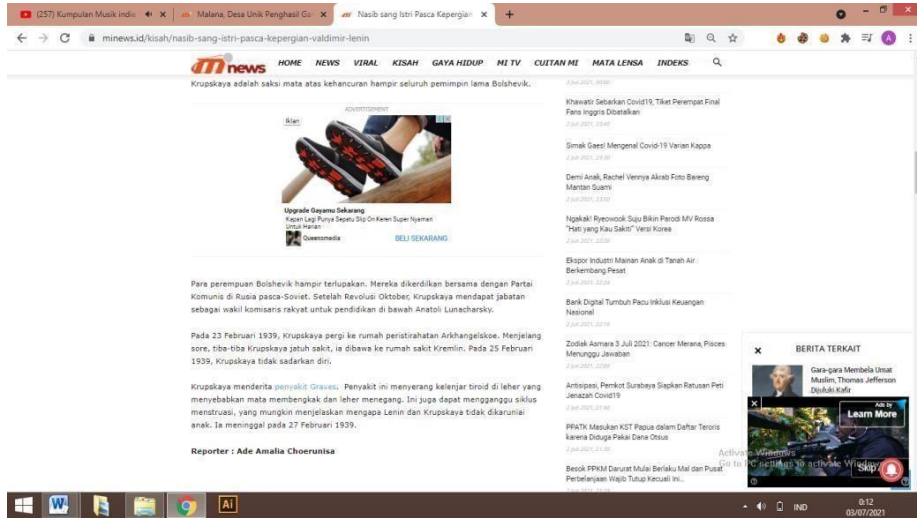 (257) Kumpulan Musik indie
Malana, Desa Unik Penghasil Ga
Nasib sang Istri Pasca Kepergian
minews.id/kisah/nasib-sang-istri-pasca-kepergian-valdimir-lenin
A
news
HOME NEWS VIRAL KISAH GAYA HIDUP MI TV CUITAN MI MATA LENSA INDEKS
Krupskaya adalah saksi mata atas kehancuran hampir seluruh pemimpin lama Bolshevik.
ADVERTISEMENT
Iklan
Upgrade Gayamu Sekarang
Kapan Lagi Punya Sepatu Slip On Keren Super Nyaman
Untuk Harian
Queensmedia
BELI SEKARANG
Para perempuan Bolshevik hampir terlupakan. Mereka dikerdilkan bersama dengan Partai
Komunis di Rusia pasca-Soviet. Setelah Revolusi Oktober, Krupskaya mendapat jabatan
sebagai wakil komisaris rakyat untuk pendidikan di bawah Anatoli Lunacharsky.
Pada 23 Februari 1939, Krupskaya pergi ke rumah peristirahatan Arkhangelskoe. Menjelang
sore, tiba-tiba Krupskaya jatuh sakit, ia dibawa ke rumah sakit Kremlin. Pada 25 Februari
1939, Krupskaya tidak sadarkan diri.
Krupskaya menderita penyakit Graves. Penyakit ini menyerang kelenjar tiroid di leher yang
menyebabkan mata membengkak dan leher menegang. Ini juga dapat mengganggu siklus
menstruasi, yang mungkin menjelaskan mengapa Lenin dan Krupskaya tidak dikaruniai
anak. Ia meninggal pada 27 Februari 1939.
Reporter : Ade Amalia Choerunisa
Khawatir Sebarkan Covid19, Tiket Perempat Final
Fans Inggris Dibatalkan
Simak Gaes! Mengenal Covid-19 Varian Kappa
Demi Anak, Rachel Vennya Akrab Foto Bareng
Mantan Suami
Ngakak! Ryeowook Suju Bikin Parodi MV Rossa
"Hati yang Kau Sakiti" Versi Korea
Ekspor Industri Mainan Anak di Tanah Air
Berkembang Pesat
Bank Digital Tumbuh Pacu Inklusi Keuangan
Nasional
Zodiak Asmara 3 Juli 2021: Cancer Merana, Pisces
Menunggu Jawaban
Antisipasi, Pemkot Surabaya Siapkan Ratusan Peti
Jenazah Covid19
PPATK Masukan KST Papua dalam Daftar Teroris
karena Diduga Pakai Dana Otsus
Besok PPKM Darurat Mulai Berlaku Mal dan Pusat
Perbelanjaan Wajib Tutup Kecuali Ini..
BERITA TERKAIT
Gara-gara Membela Umat
Muslim, Thomas Jefferson
Dijuluki Kafir
Ads by
Learn More
Skip
Activate Windows
Go to PC settings to activate Windows
W
Ai
IND
0:12
03/07/2021